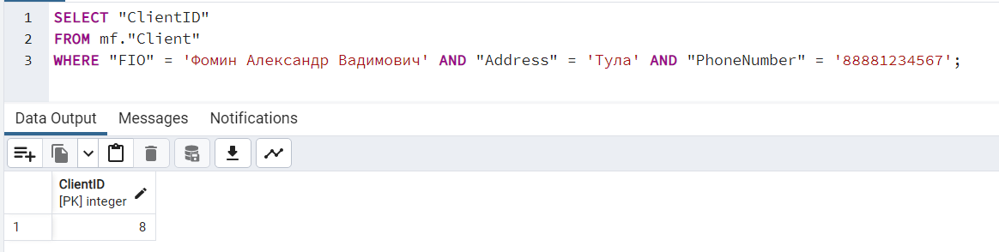 1 SELECT "ClientID"
2 FROM mf."Client"
3 WHERE "FIO" = 'Фомин Александр Вадимович' AND "Address" = 'Тула' AND "PhoneNumber" = '88881234567';
Data Output Messages Notifications
ClientID
[PK] integer
1 8